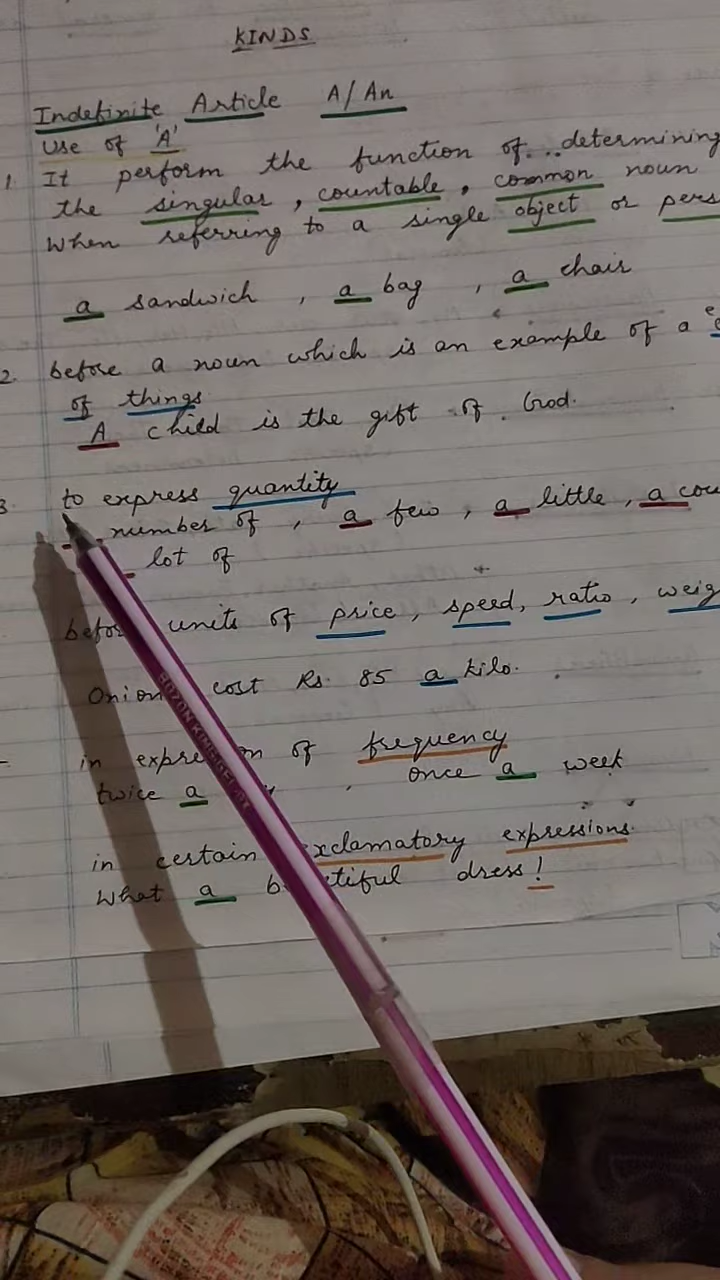 KINDS
Indefinite Article A/An
Use of 'A'
1. It perform the function of...determining
the singular, countable, common noun
When referring to a single object or
a sandwich, a bag, a chair
2. before a noun which is an example of a
of things
A child is the gift of God.
3. to express quantity
number of, a few, a little, a
lot of
before units of price, speed, ratio,
Onion cost Rs. 85 a kilo.
in of frequency
twice a, once a week
in certain exclamatory expressions.
What a dress!